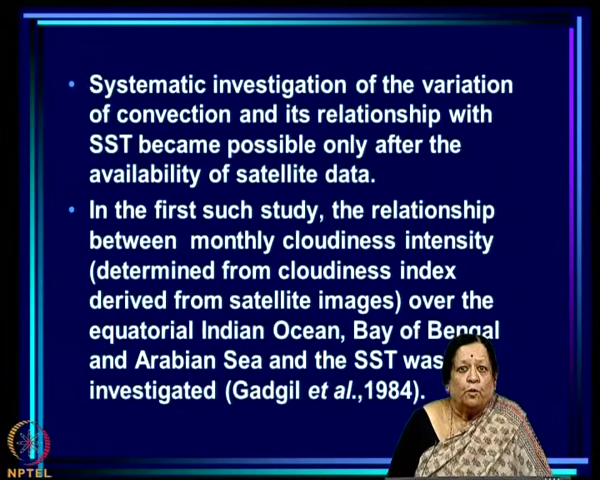 • Systematic investigation of the variation
of convection and its relationship with
SST became possible only after the
availability of satellite data.
• In the first such study, the relationship
between monthly cloudiness intensity
(determined from cloudiness index
derived from satellite images) over the
equatorial Indian Ocean, Bay of Bengal
and Arabian Sea and the SST was
investigated (Gadgil et al.,1984).
NPTEL